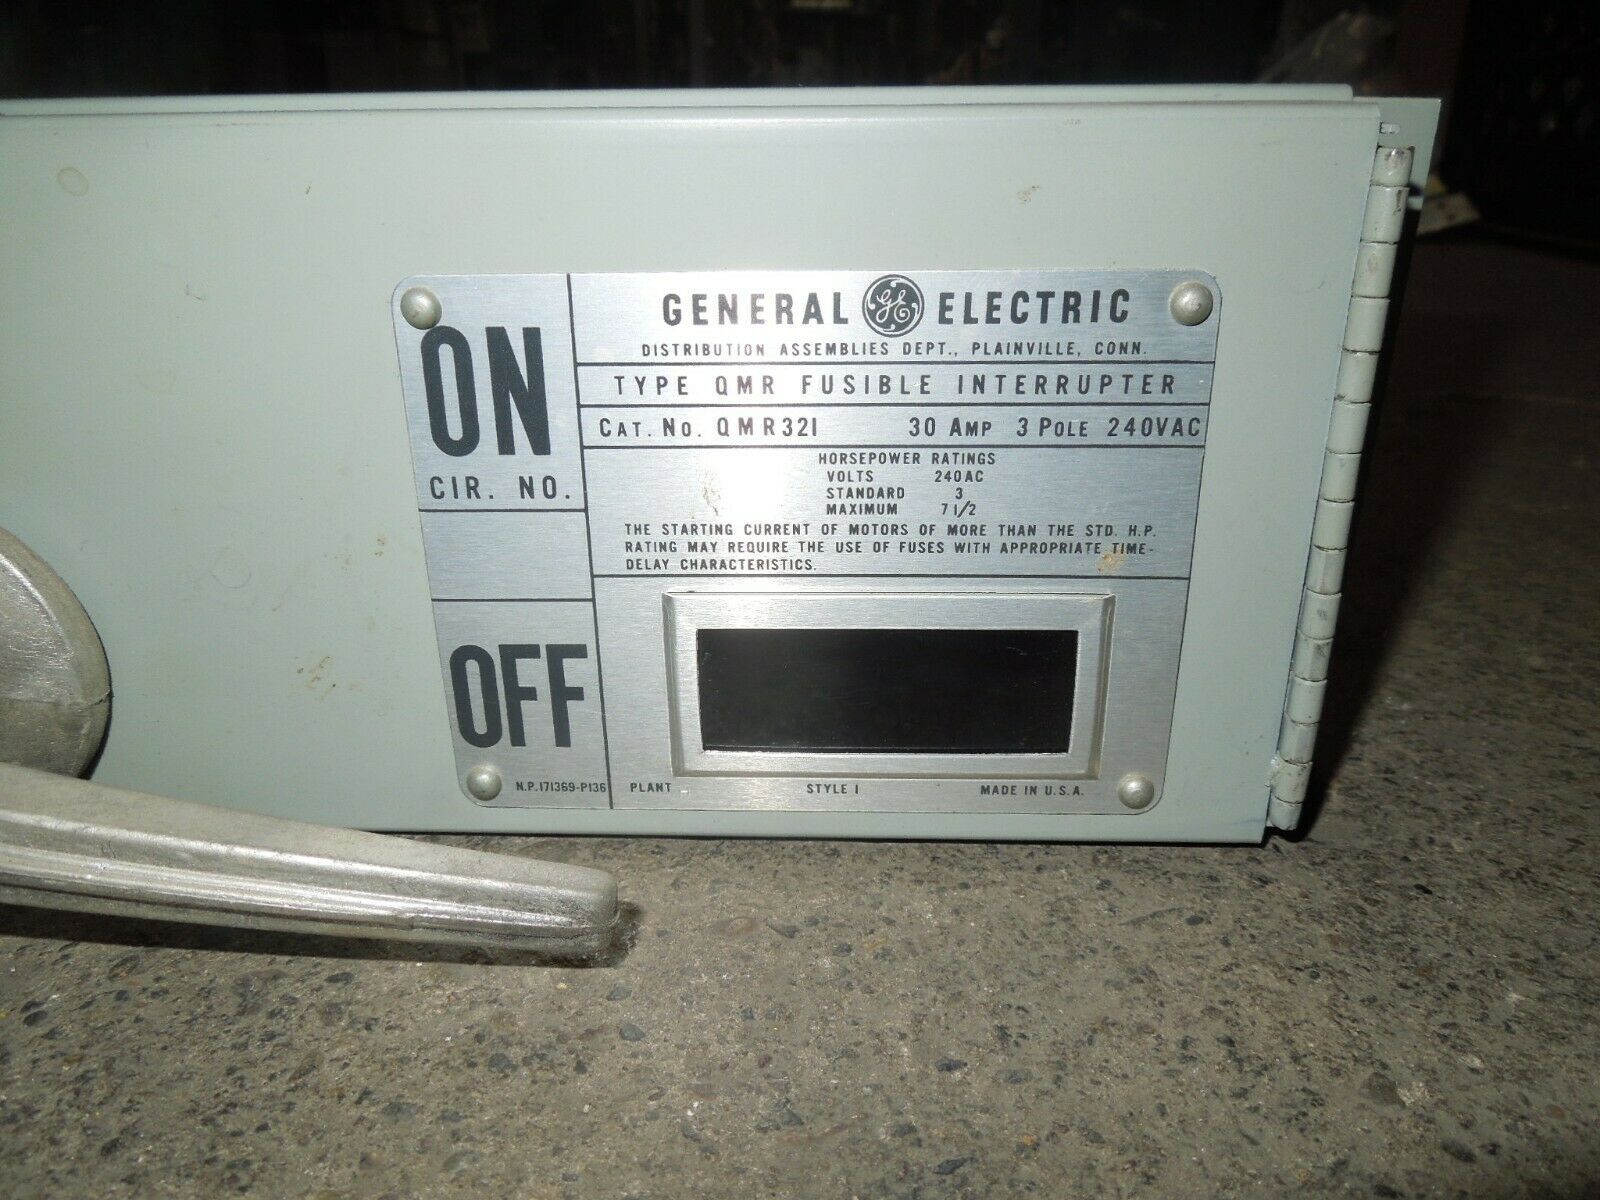 ON
CIR. NO.
OFF
N.P. 171369-P136
GENERAL GE ELECTRIC
DISTRIBUTION ASSEMBLIES DEPT., PLAINVILLE, CONN.
TYPE QMR FUSIBLE INTERRUPTER
CAT. NO. QMR321 30 AMP 3 POLE 240VAC
HORSEPOWER RATINGS
VOLTS 240AC
STANDARD 3
MAXIMUM 7 1/2
THE STARTING CURRENT OF MOTORS OF MORE THAN THE STD. H.P.
RATING MAY REQUIRE THE USE OF FUSES WITH APPROPRIATE TIME-
DELAY CHARACTERISTICS.
PLANT STYLE 1 MADE IN U.S.A.